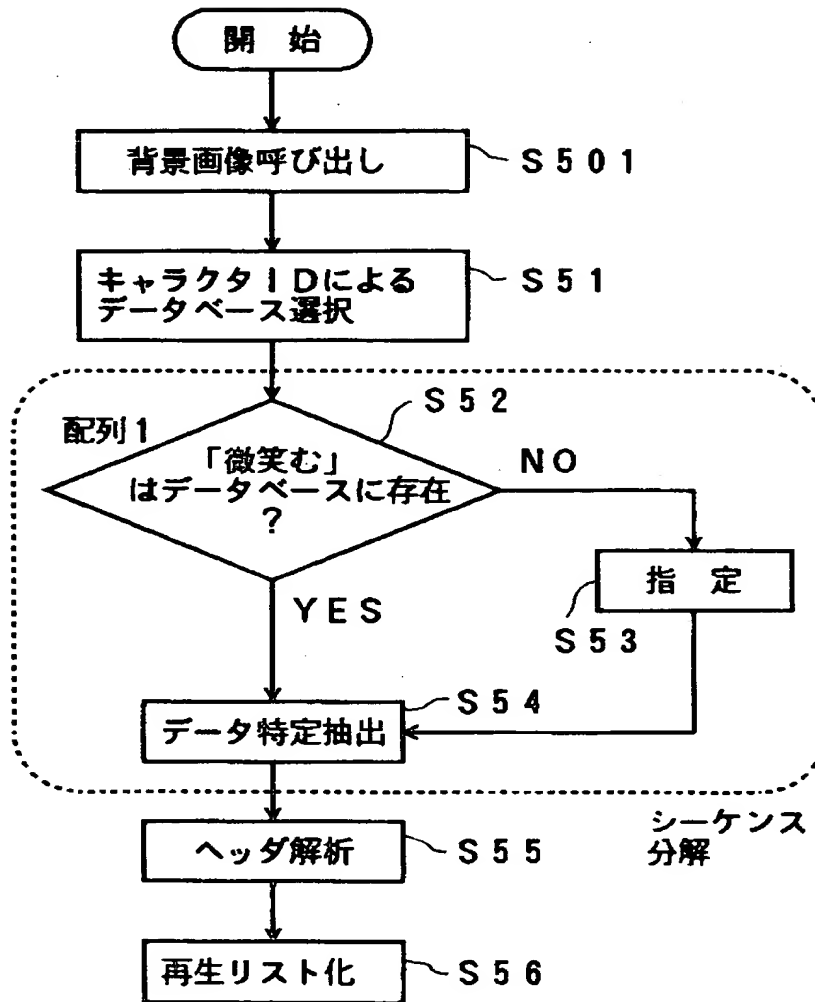 開 始
背景画像呼び出し
S501
キャラクタIDによる
データベース選択
S51
S52
配列1
「微笑む」
はデータベースに存在
?
NO
YES
指 定
S53
S54
データ特定抽出
シーケンス
分解
ヘッダ解析
S55
再生リスト化
S56